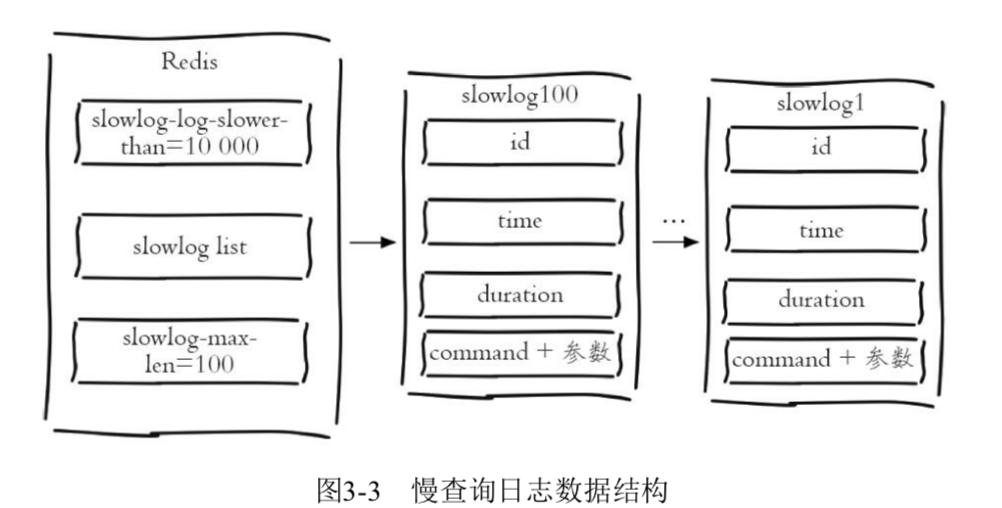 Redis
slowlog-log-slower-
than=10 000
slowlog list
slowlog-max-
len=100
slowlog100
id
time
duration
command + 参数
...
slowlog1
id
time
duration
command + 参数
图3-3 慢查询日志数据结构